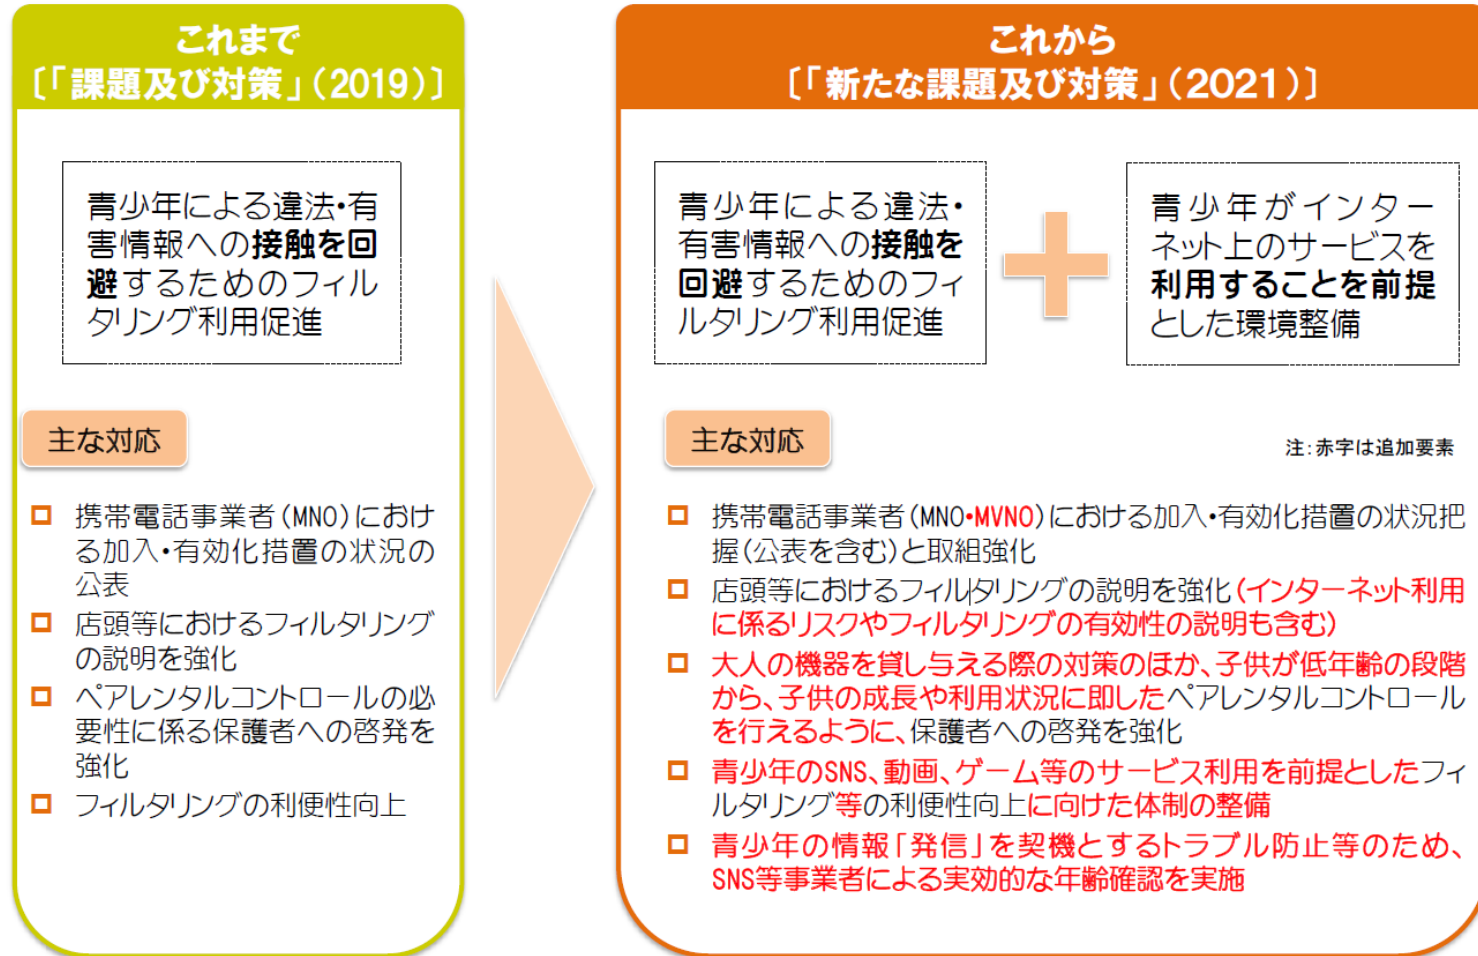 これまで
〔「課題及び対策」(2019)〕
青少年による違法・有
害情報への接触を回
避するためのフィル
タリング利用促進
主な対応
携帯電話事業者(MNO)におけ
る加入・有効化措置の状況の
公表
店頭等におけるフィルタリング
の説明を強化
ペアレンタルコントロールの必
要性に係る保護者への啓発を
強化
フィルタリングの利便性向上
これから
〔「新たな課題及び対策」(2021)〕
青少年による違法・
有害情報への接触を
回避するためのフィ
ルタリング利用促進
青少年がインター
ネット上のサービスを
利用することを前提
とした環境整備
主な対応
注:赤字は追加要素
携帯電話事業者(MNO・MVNO)における加入・有効化措置の状況把
握(公表を含む)と取組強化
店頭等におけるフィルタリングの説明を強化(インターネット利用
に係るリスクやフィルタリングの有効性の説明も含む)
大人の機器を貸し与える際の対策のほか、子供が低年齢の段階
から、子供の成長や利用状況に即したペアレンタルコントロール
を行えるように、保護者への啓発を強化
青少年のSNS、動画、ゲーム等のサービス利用を前提としたフィ
ルタリング等の利便性向上に向けた体制の整備
青少年の情報「発信」を契機とするトラブル防止等のため、
SNS等事業者による実効的な年齢確認を実施